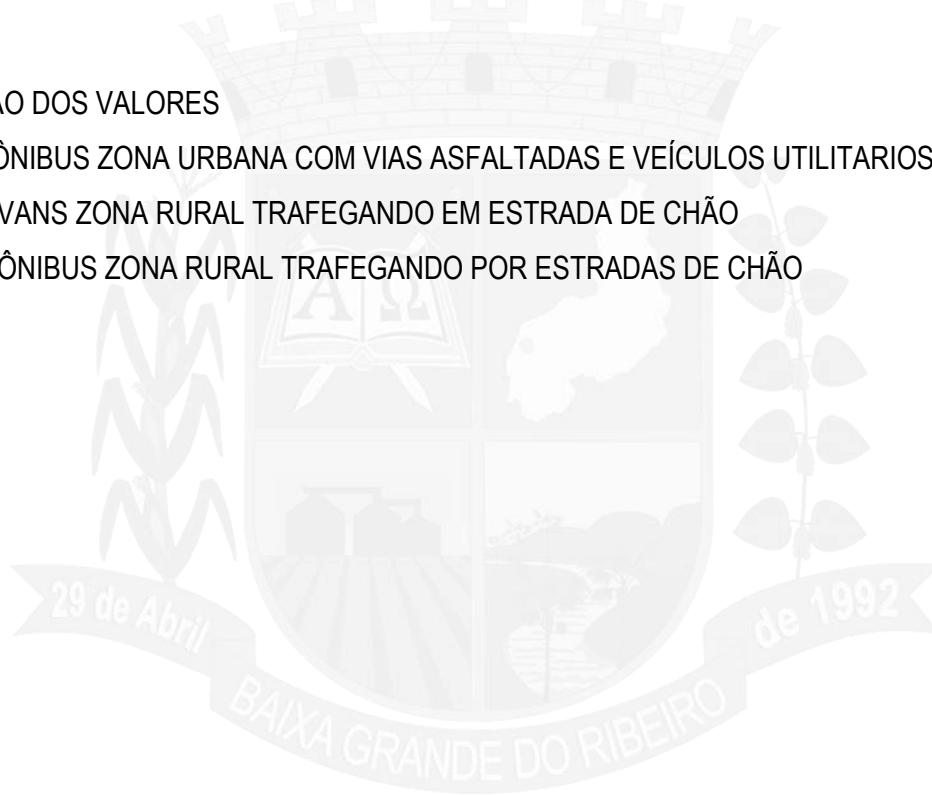 ÃO DOS VALORES
ÔNIBUS ZONA URBANA COM VIAS ASFALTADAS E VEÍCULOS UTILITARIOS
VANS ZONA RURAL TRAFEGANDO EM ESTRADA DE CHÃO
ÔNIBUS ZONA RURAL TRAFEGANDO POR ESTRADAS DE CHÃO
Α Ω
29 de Abril
de 1992
BAIXA GRANDE DO RIBEIRO